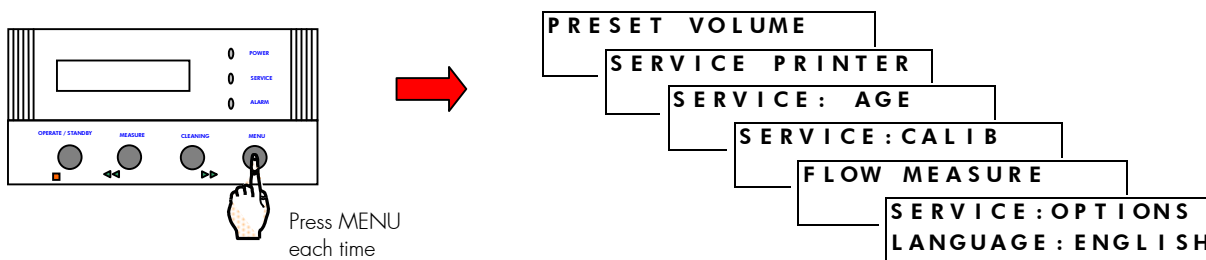 POWER
SERVICE
ALARM
OPERATE / STANDBY MEASURE CLEANING MENU
Press MENU
each time
PRESET VOLUME
SERVICE PRINTER
SERVICE: AGE
SERVICE:CALIB
FLOW MEASURE
SERVICE:OPTIONS
LANGUAGE:ENGLISH